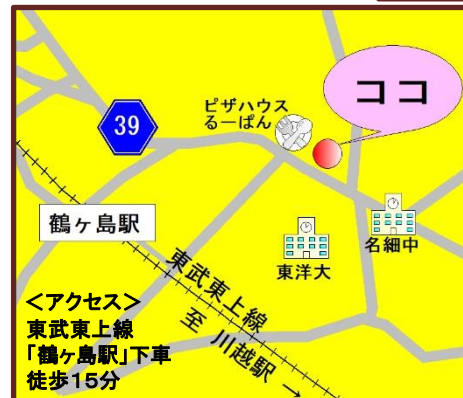 ココ
ピザハウス
るーぱん
39
鶴ヶ島駅
名細中
東洋大
東武東上線
至 川越駅 →
＜アクセス＞
東武東上線
「鶴ヶ島駅」下車
徒歩15分